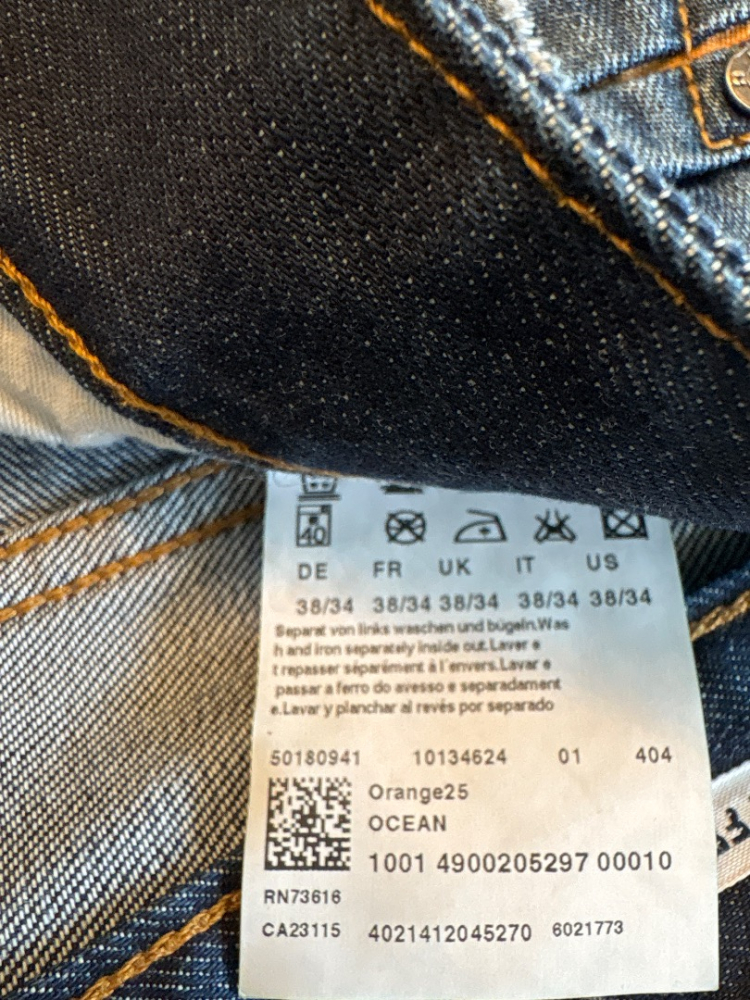 40
DE FR UK IT US
38/34 38/34 38/34 38/34 38/34
Separat von links waschen und bügeln.Was
h and iron separately inside out.Laver e
t repasser séparément à l'envers.Lavar e
passar a ferro do avesso e separadament
e.Lavar y planchar al revés por separado
.
50180941 10134624 01 404
Orange25
OCEAN
1001 4900205297 00010
RN73616
CA23115 4021412045270 6021773